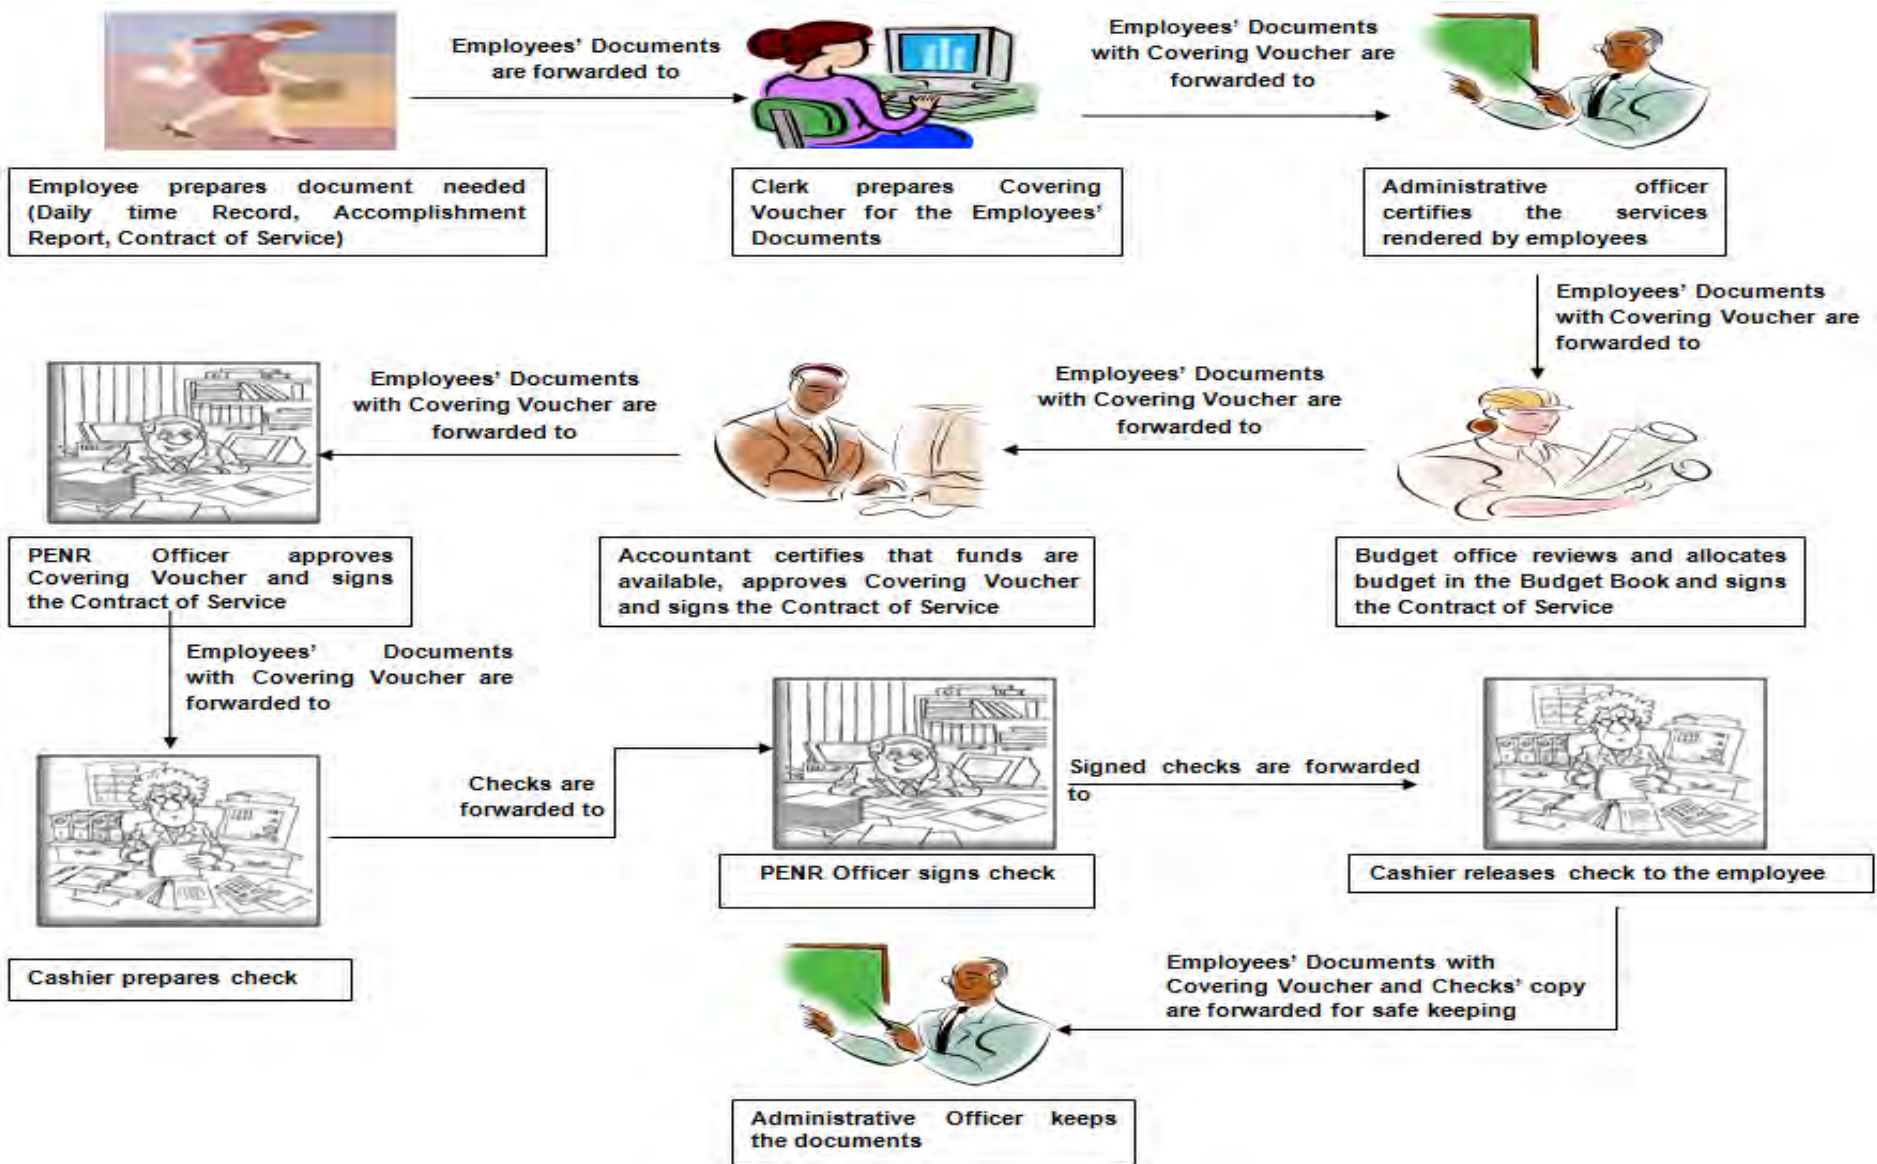 Employees' Documents
are forwarded to
Employees' Documents
with Covering Voucher are
forwarded to
Employee prepares document needed
(Daily time Record, Accomplishment
Report, Contract of Service)
Clerk prepares Covering
Voucher for the Employees'
Documents
Administrative officer
certifies the services
rendered by employees
Employees' Documents
with Covering Voucher are
forwarded to
Employees' Documents
with Covering Voucher are
forwarded to
Employees' Documents
with Covering Voucher are
forwarded to
Budget office reviews and allocates
budget in the Budget Book and signs
the Contract of Service
Accountant certifies that funds are
available, approves Covering Voucher
and signs the Contract of Service
PENR Officer approves
Covering Voucher and signs
the Contract of Service
Employees' Documents
with Covering Voucher are
forwarded to
Cashier prepares check
Checks are
forwarded to
PENR Officer signs check
Signed checks are forwarded
to
Cashier releases check to the employee
Employees' Documents with
Covering Voucher and Checks' copy
are forwarded for safe keeping
Administrative Officer keeps
the documents